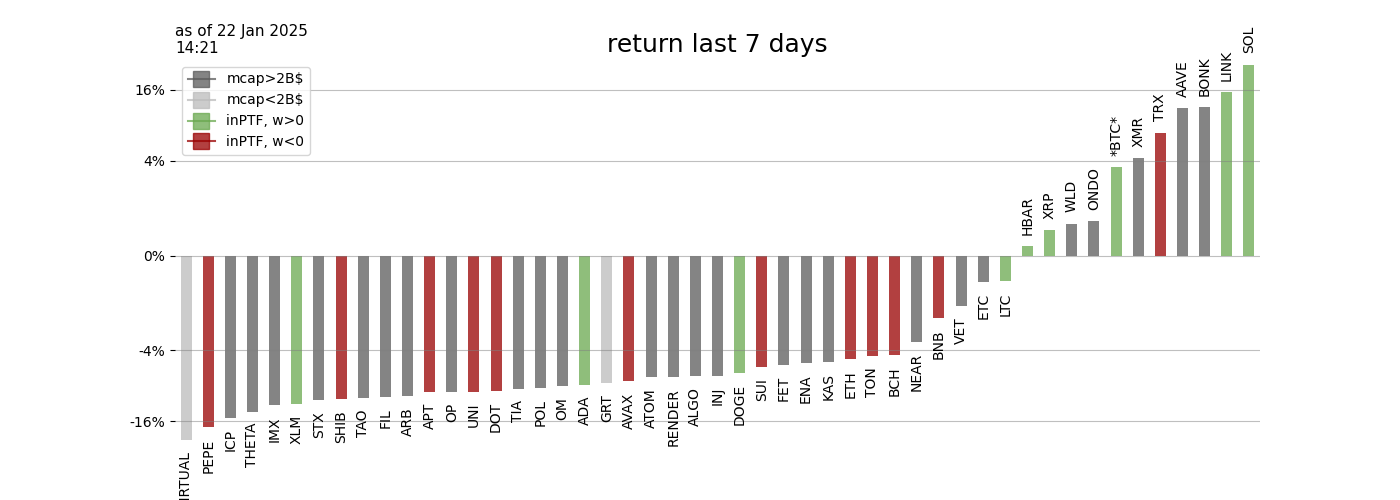 as of 22 Jan 2025
14:21
return last 7 days
mcap>2B$
mcap<2B$
inPTF, w>0
inPTF, w<0
16%
4%
0%
-4%
-16%
IRTUAL
PEPE
ICP
THETA
IMX
XLM
STX
SHIB
TAO
FIL
ARB
APT
OP
UNI
DOT
TIA
POL
OM
ADA
GRT
AVAX
ATOM
RENDER
ALGO
INJ
DOGE
SUI
FET
ENA
KAS
ETH
TON
BCH
NEAR
BNB
VET
ETC
LTC
HBAR
XRP
WLD
ONDO
*BTC*
XMR
TRX
AAVE
BONK
LINK
SOL